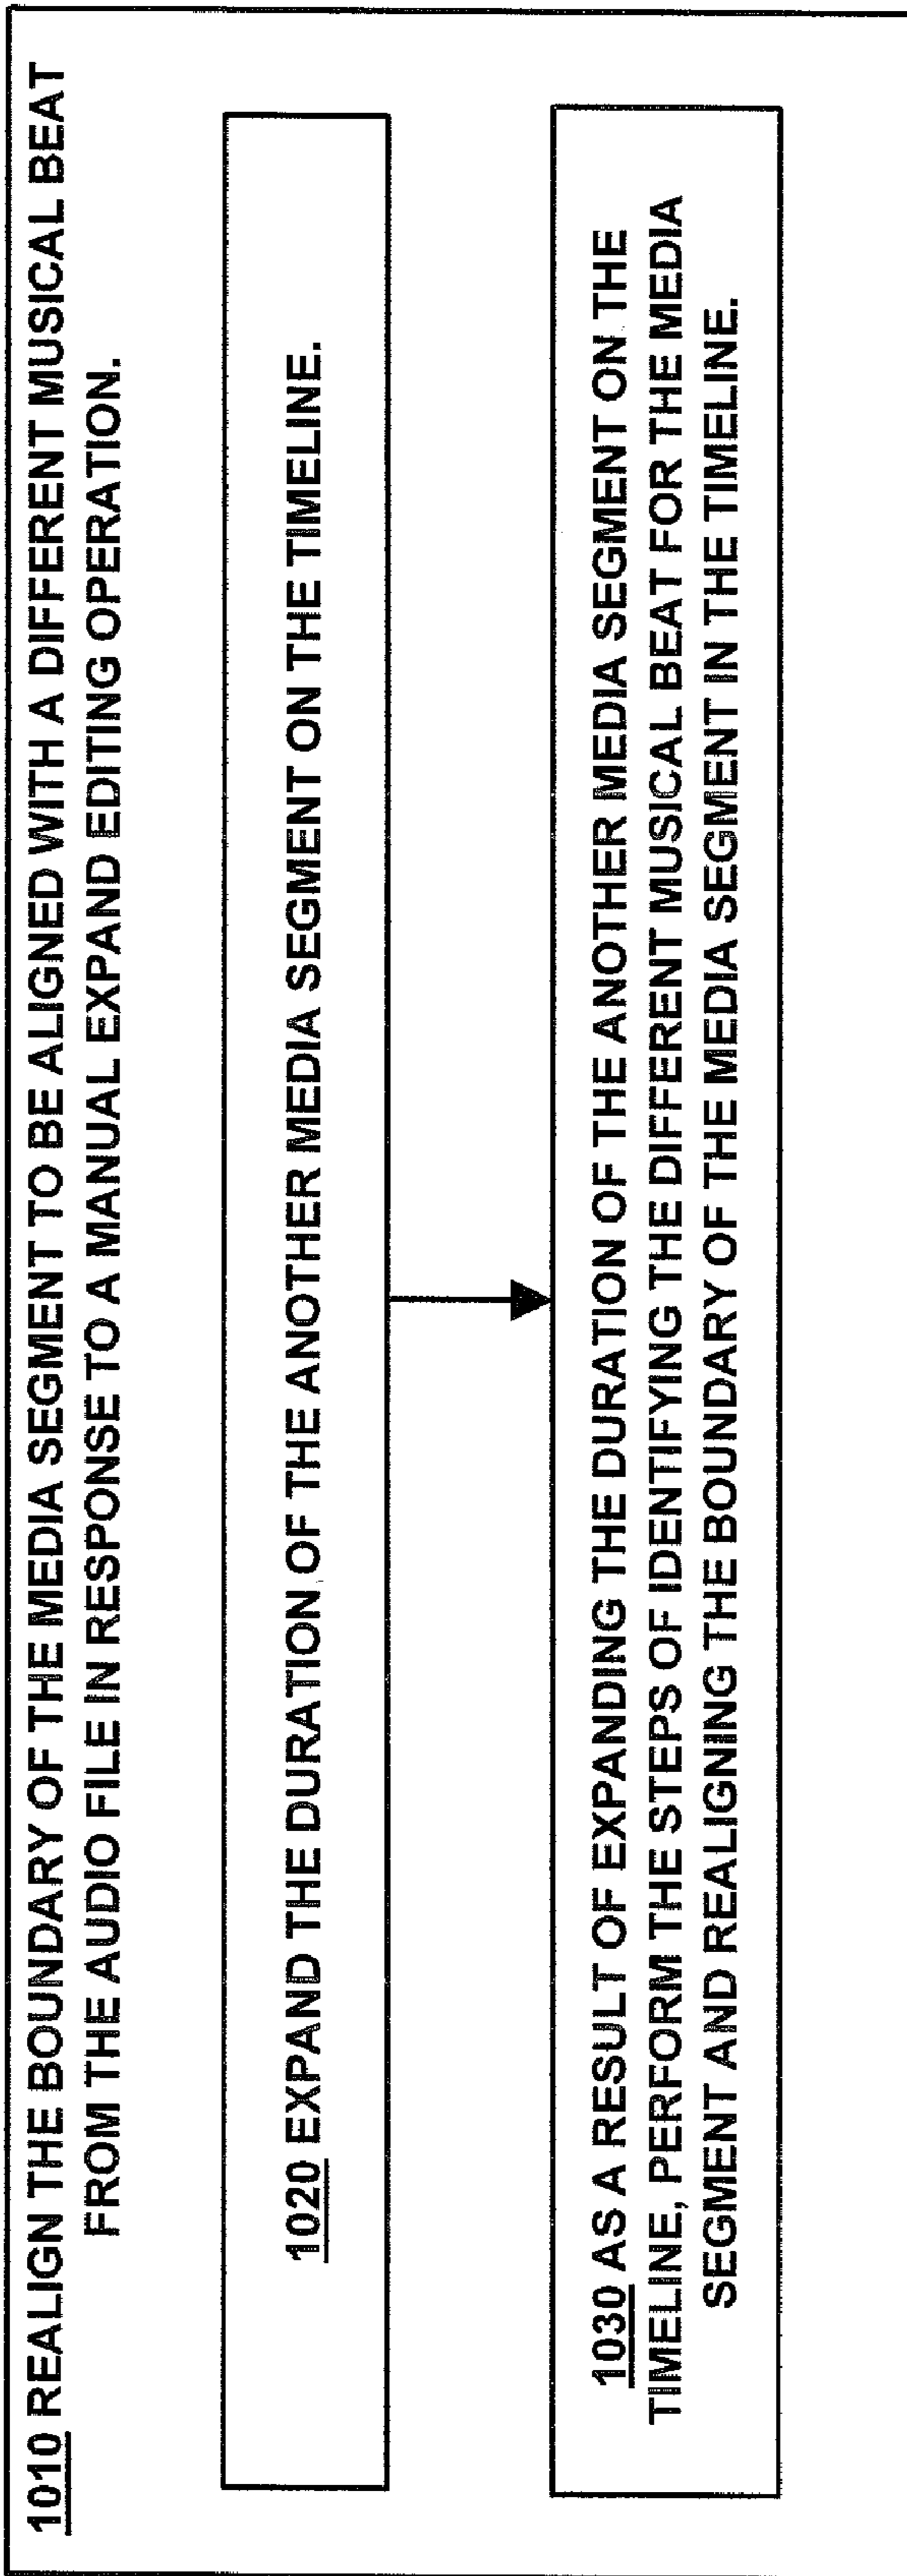 1010 REALIGN THE BOUNDARY OF THE MEDIA SEGMENT TO BE ALIGNED WITH A DIFFERENT MUSICAL BEAT
FROM THE AUDIO FILE IN RESPONSE TO A MANUAL EXPAND EDITING OPERATION.
1020 EXPAND THE DURATION OF THE ANOTHER MEDIA SEGMENT ON THE TIMELINE.
1030 AS A RESULT OF EXPANDING THE DURATION OF THE ANOTHER MEDIA SEGMENT ON THE
TIMELINE, PERFORM THE STEPS OF IDENTIFYING THE DIFFERENT MUSICAL BEAT FOR THE MEDIA
SEGMENT AND REALIGNING THE BOUNDARY OF THE MEDIA SEGMENT IN THE TIMELINE.